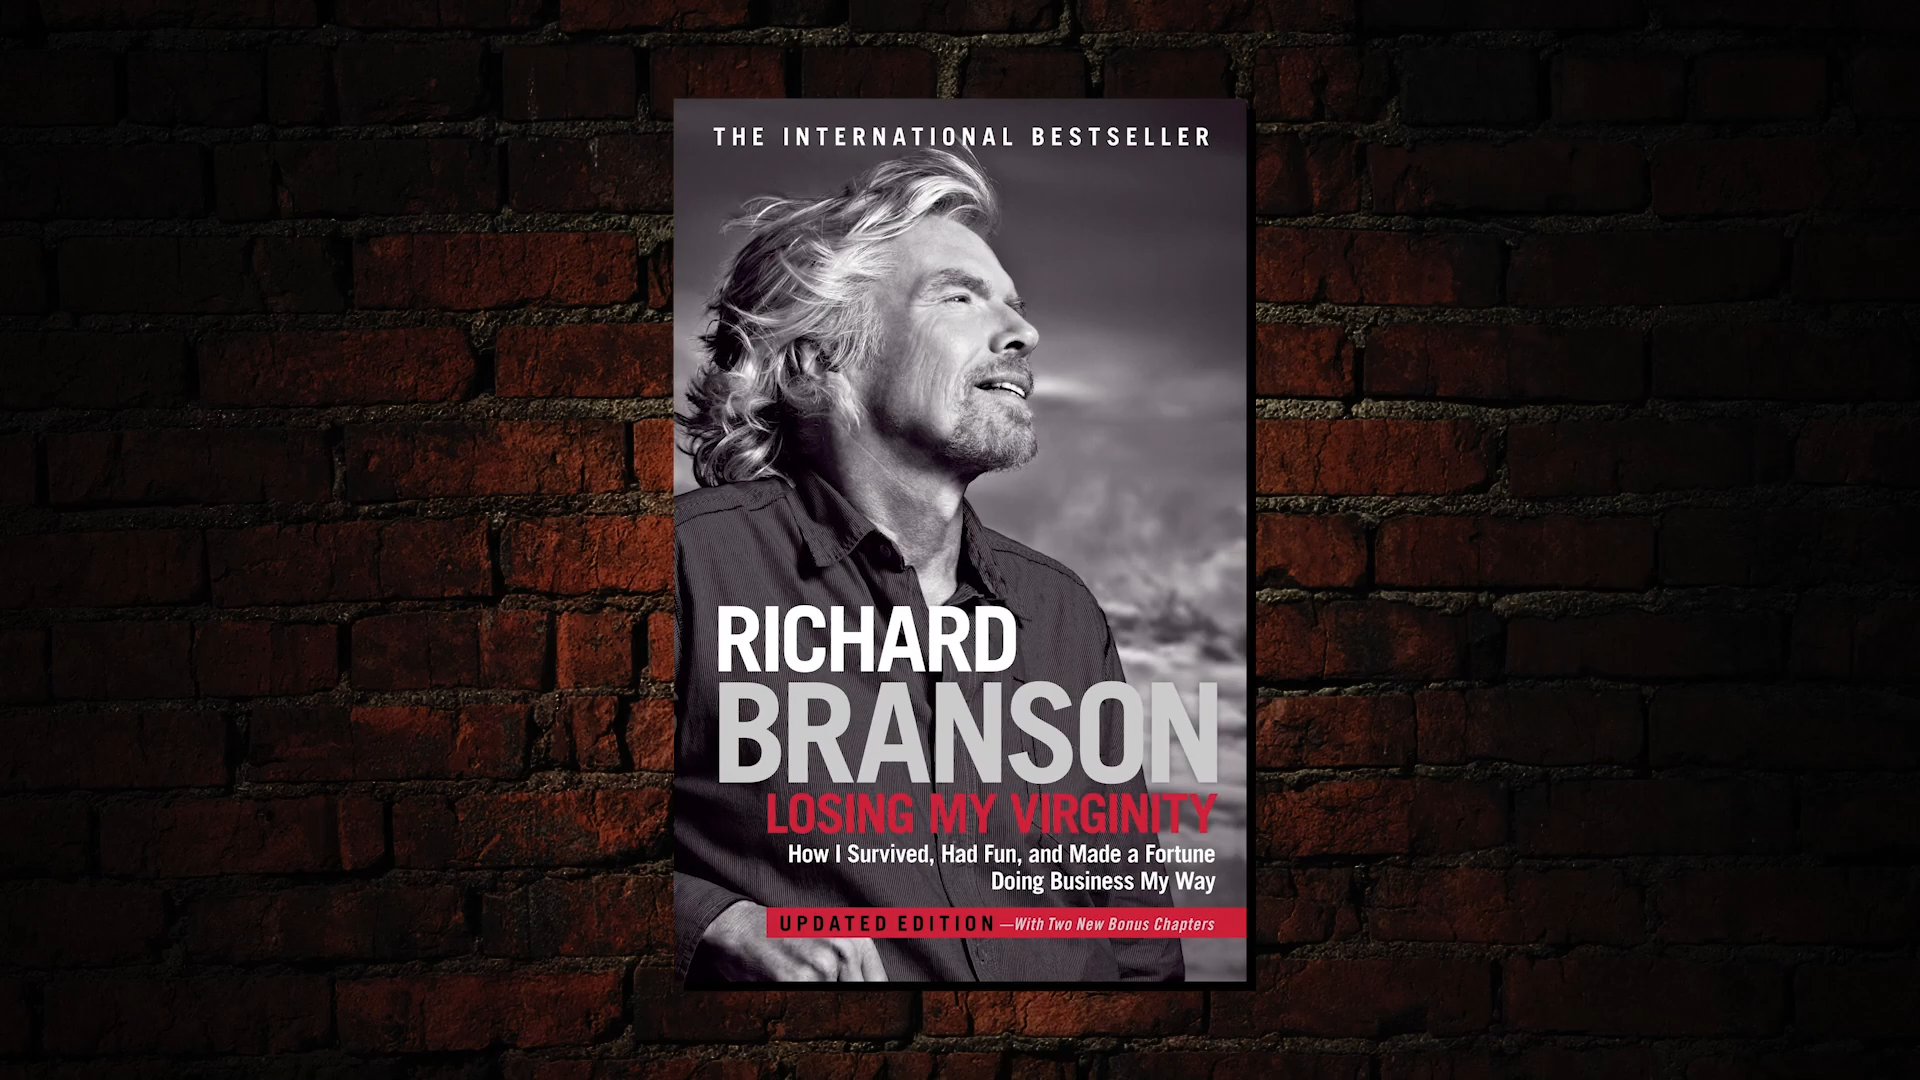 THE INTERNATIONAL BESTSELLER
RICHARD
BRANSON
LOSING MY VIRGINITY
How I Survived, Had Fun, and Made a Fortune
Doing Business My Way
UPDATED EDITION —With Two New Bonus Chapters